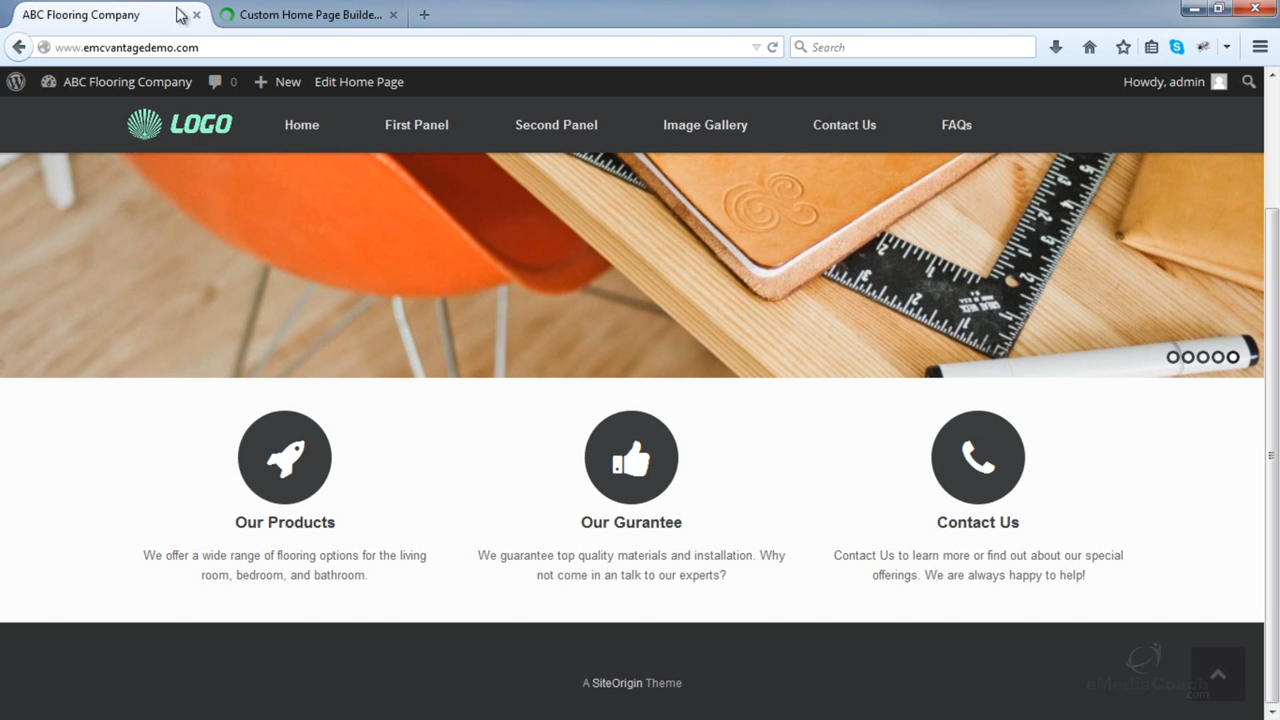 ABC Flooring Company
Custom Home Page Builde...
www.emcvantagedemo.com
Search
ABC Flooring Company 0 New Edit Home Page Howdy, admin
LOGO Home First Panel Second Panel Image Gallery Contact Us FAQs
Our Products
We offer a wide range of flooring options for the living
room, bedroom, and bathroom.
Our Gurantee
We guarantee top quality materials and installation. Why
not come in an talk to our experts?
Contact Us
Contact Us to learn more or find out about our special
offerings. We are always happy to help!
A SiteOrigin Theme
eMediaCoach
.com